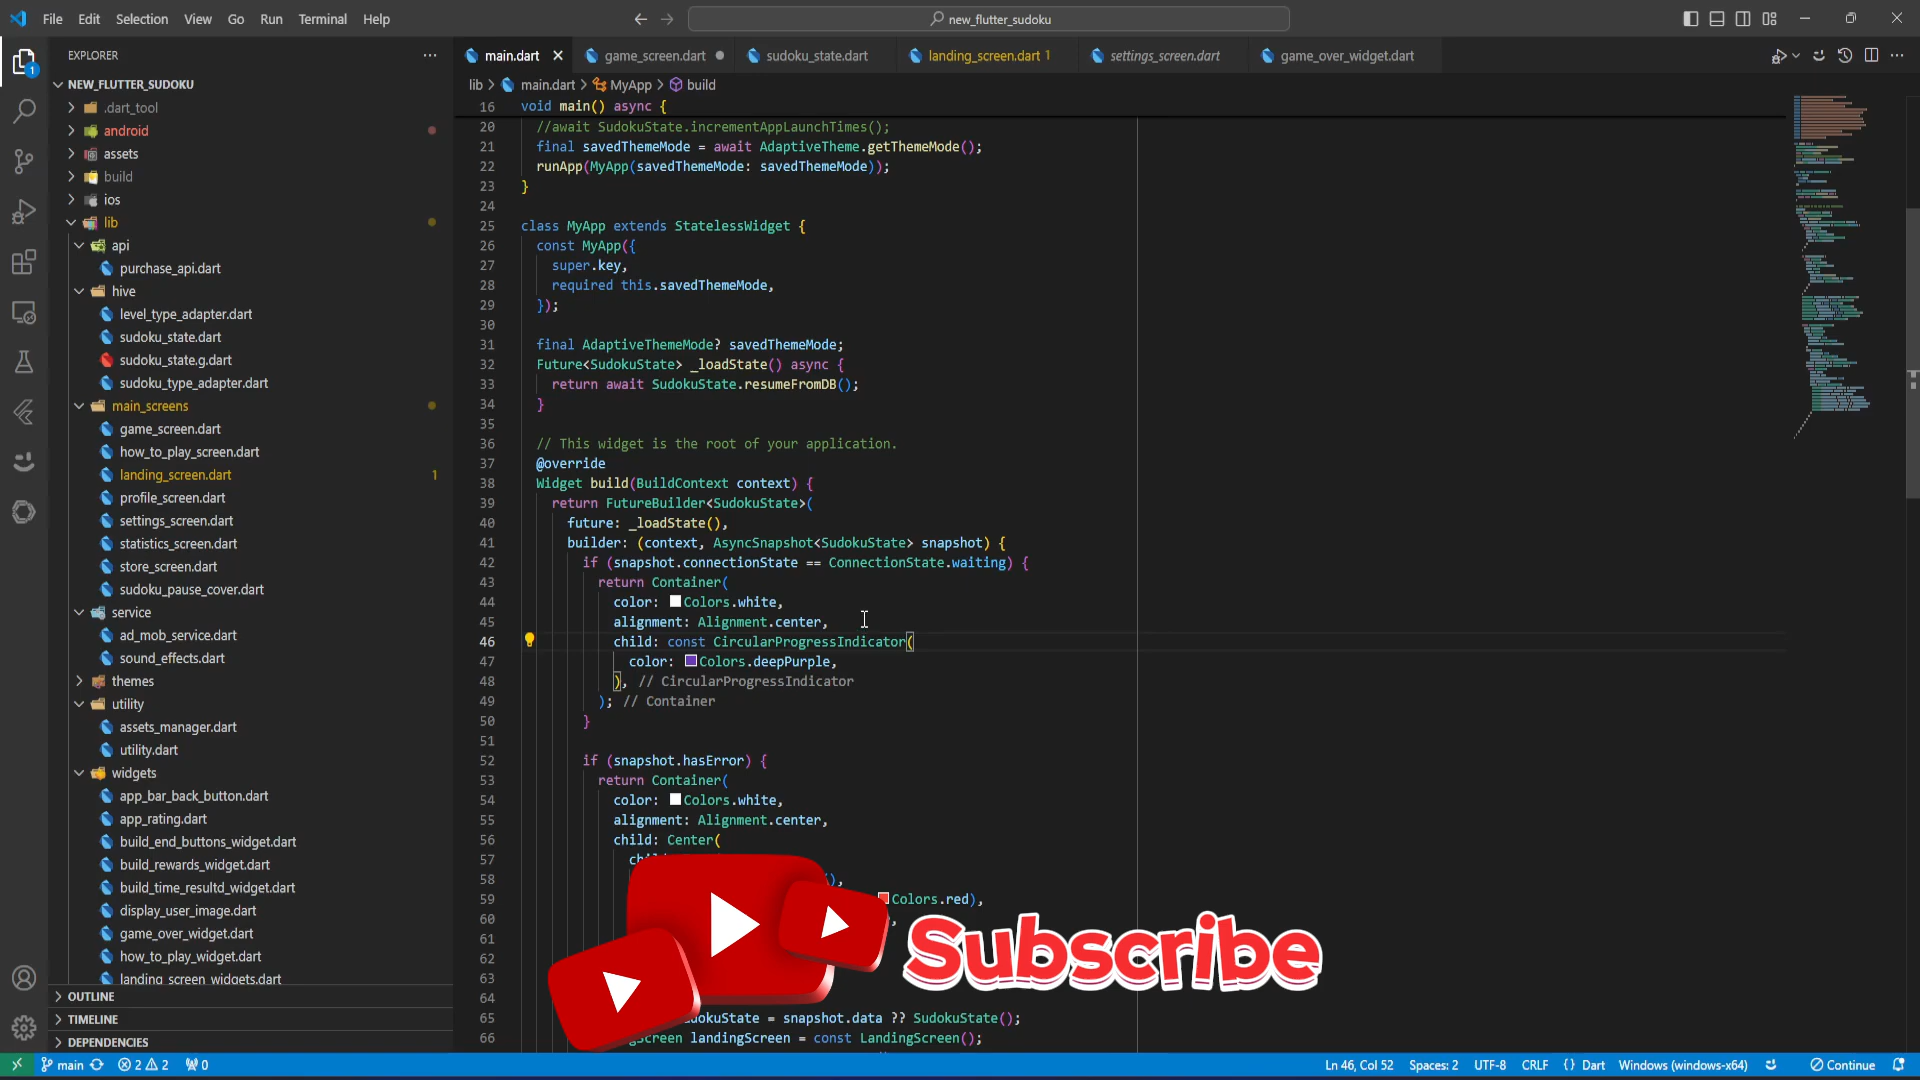 File Edit Selection View Go Run Terminal Help
new_flutter_sudoku
EXPLORER
NEW_FLUTTER_SUDOKU
.dart_tool
android
assets
build
ios
lib
api
purchase_api.dart
hive
level_type_adapter.dart
sudoku_state.dart
sudoku_state.g.dart
sudoku_type_adapter.dart
main_screens
game_screen.dart
how_to_play_screen.dart
landing_screen.dart 1
profile_screen.dart
settings_screen.dart
statistics_screen.dart
store_screen.dart
sudoku_pause_cover.dart
service
ad_mob_service.dart
sound_effects.dart
themes
utility
assets_manager.dart
utility.dart
widgets
app_bar_back_button.dart
app_rating.dart
build_end_buttons_widget.dart
build_rewards_widget.dart
build_time_resultd_widget.dart
display_user_image.dart
game_over_widget.dart
how_to_play_widget.dart
landing_screen_widgets.dart
OUTLINE
TIMELINE
DEPENDENCIES
1
main.dart game_screen.dart sudoku_state.dart landing_screen.dart 1 settings_screen.dart game_over_widget.dart
lib > main.dart > MyApp > build
16 void main() async {
20 //await SudokuState.incrementAppLaunchTimes();
21 final savedThemeMode = await AdaptiveTheme.getThemeMode();
22 runApp(MyApp(savedThemeMode: savedThemeMode));
23 }
24
25 class MyApp extends StatelessWidget {
26 const MyApp({
27 super.key,
28 required this.savedThemeMode,
29 });
30
31 final AdaptiveThemeMode? savedThemeMode;
32 Future<SudokuState> _loadState() async {
33 return await SudokuState.resumeFromDB();
34 }
35
36 // This widget is the root of your application.
37 @override
38 Widget build(BuildContext context) {
39 return FutureBuilder<SudokuState>(
40 future: _loadState(),
41 builder: (context, AsyncSnapshot<SudokuState> snapshot) {
42 if (snapshot.connectionState == ConnectionState.waiting) {
43 return Container(
44 color: Colors.white,
45 alignment: Alignment.center,
46 child: const CircularProgressIndicator(
47 color: Colors.deepPurple,
48 ), // CircularProgressIndicator
49 ); // Container
50 }
51
52 if (snapshot.hasError) {
53 return Container(
54 color: Colors.white,
55 alignment: Alignment.center,
56 child: Center(
57
58 ),
59 Colors.red),
60
61
62
63
64
65 = snapshot.data ?? SudokuState();
66 landingScreen = const LandingScreen();
Subscribe
main 2 2 0 Ln 46, Col 52 Spaces: 2 UTF-8 CRLF {} Dart Windows (windows-x64) Continue